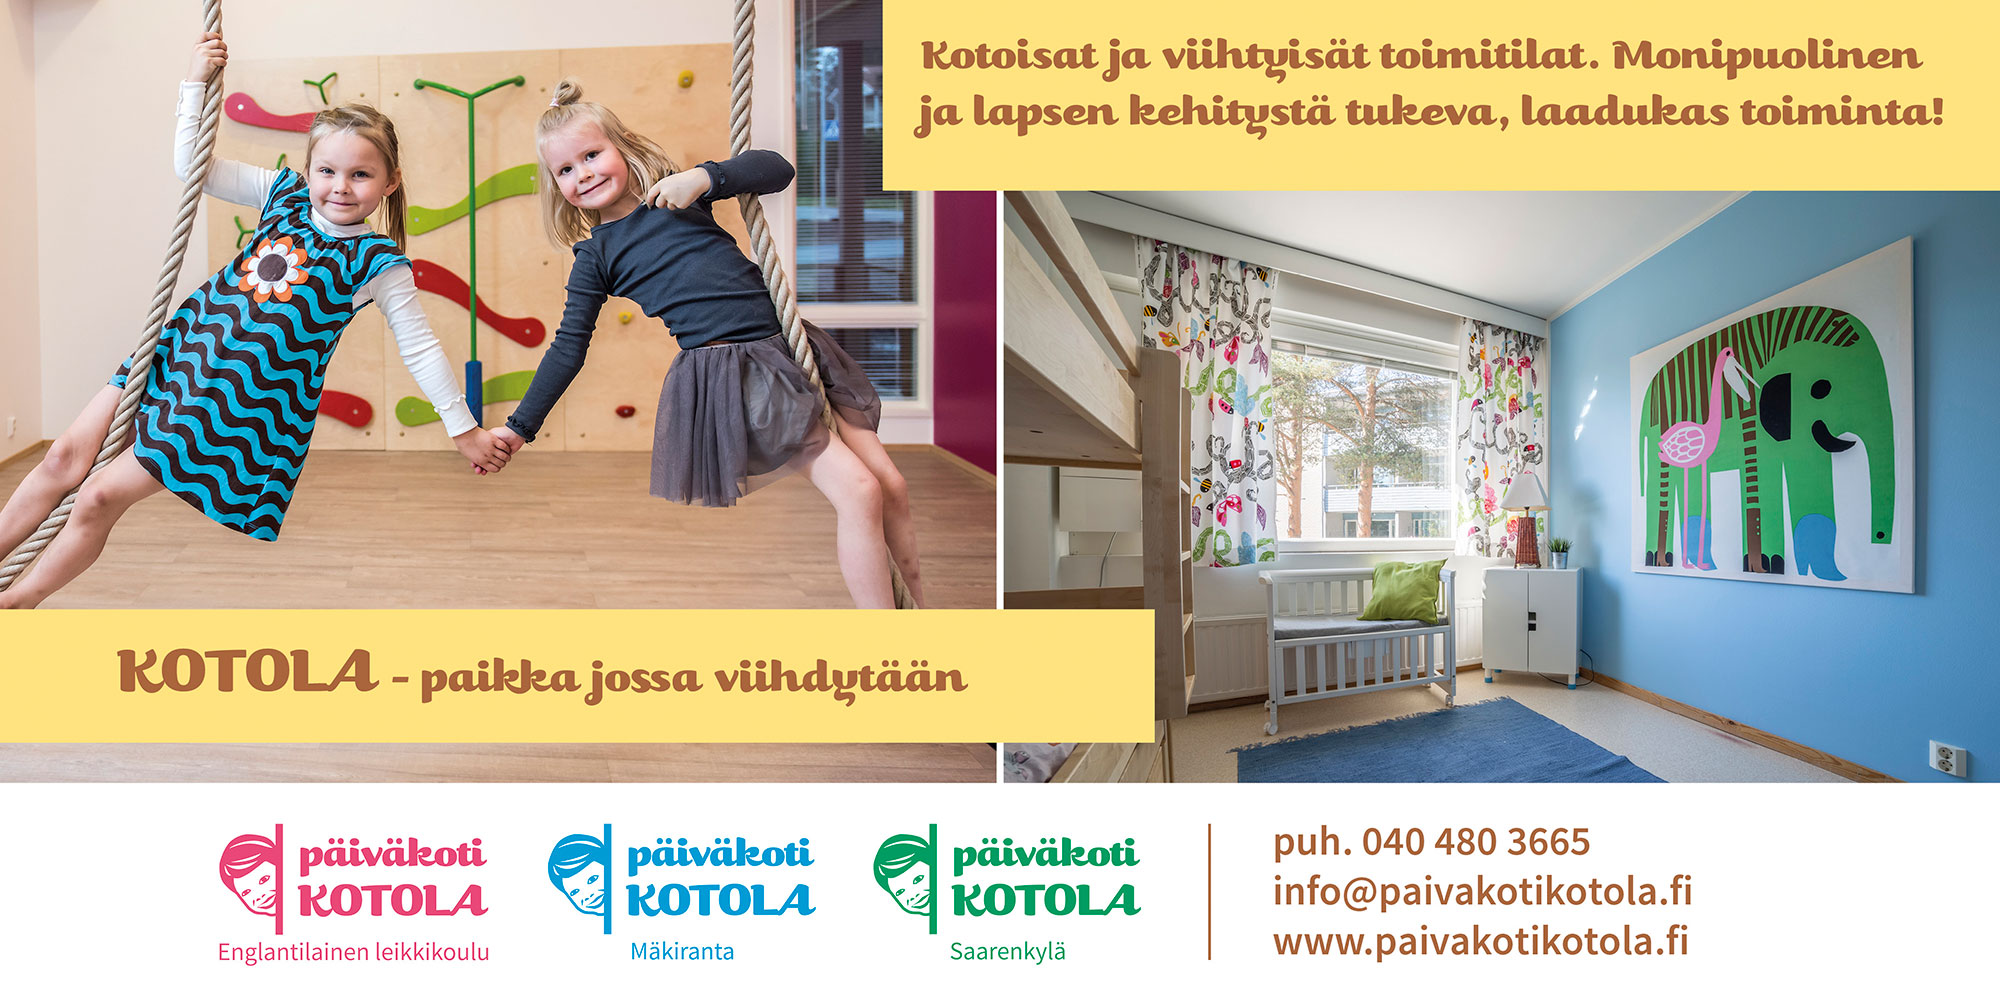 Kotoisat ja viihtyisät toimitilat. Monipuolinen
ja lapsen kehitystä tukeva, laadukas toiminta!
KOTOLA - paikka jossa viihdytään
päiväkoti
KOTOLA
Englantilainen leikkikoulu
päiväkoti
KOTOLA
Mäkiranta
päiväkoti
KOTOLA
Saarenkylä
puh. 040 480 3665
info@paivakotikotola.fi
www.paivakotikotola.fi